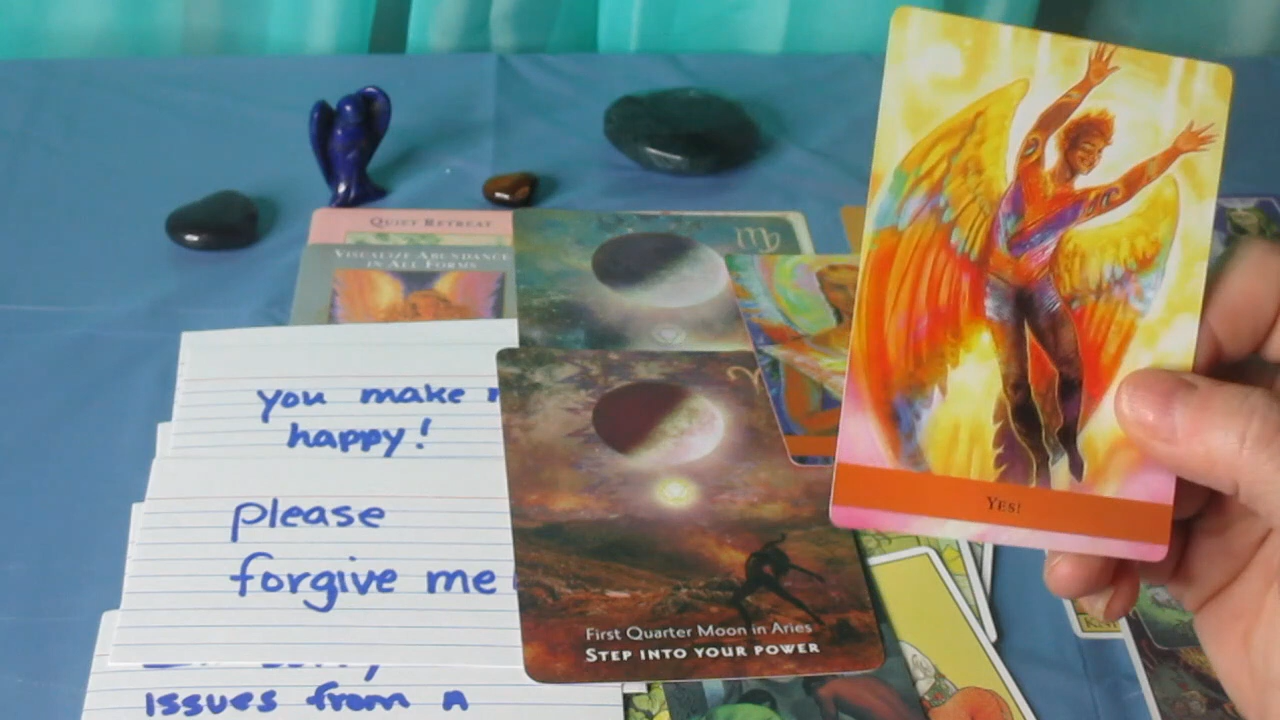 QUIET RETREAT
VISUALIZE ABUNDANCE
IN ALL FORMS
you make
happy!
please
forgive me
issues from a
First Quarter Moon in Aries
STEP INTO YOUR POWER
YES!